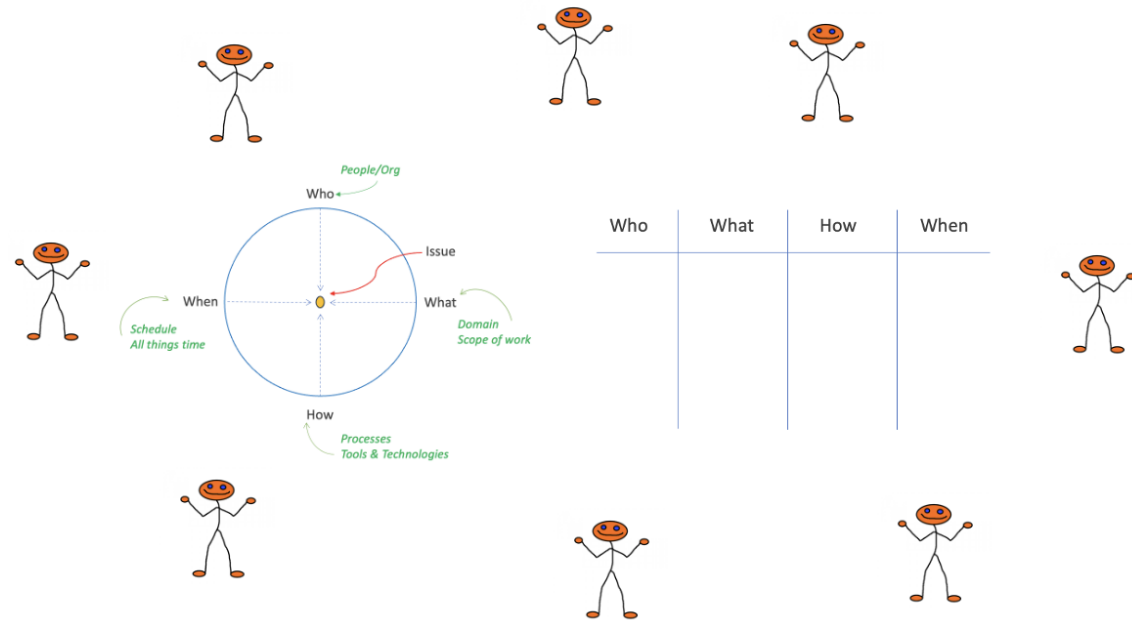 People/Org
Who
Issue
When
What
Schedule
All things time
Domain
Scope of work
How
Processes
Tools & Technologies
Who What How When